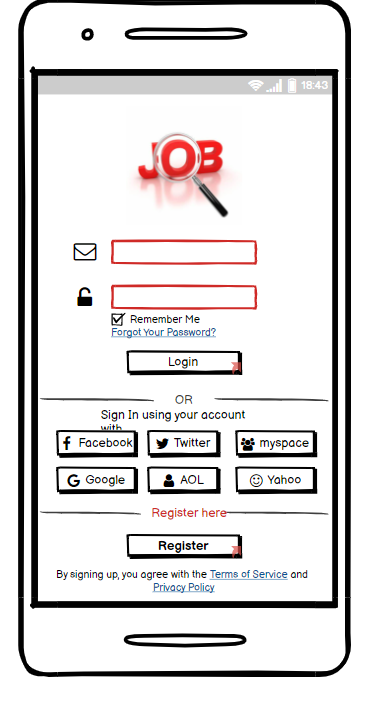 18:43
JOB
Remember Me
Forgot Your Password?
Login
OR
Sign In using your account
with
Facebook
Twitter
myspace
Google
AOL
Yahoo
Register here
Register
By signing up, you agree with the Terms of Service and
Privacy Policy